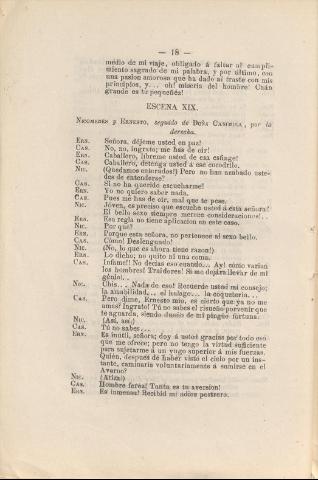 — 18 —
médio de mi viaje, obligado á faltar al cumpli-
miento sagrado de mi palabra, y por último, con
una pasion amorosa que ha dado al traste con mis
principios, y... oh! miseria del hombre! Cuán
grande es tu pequeñez!
ESCENA XIX.
NICOMEDES y ERNESTO, seguido de DOÑA CASIMIRA, por la
derecha.
ERN. Señora, déjeme usted en paz!
CAS. No, no, ingrato; me has de oir!
ERN. Caballero, líbreme usted de esa esfinge!
CAS. Caballero, detenga usted á ese cocodrilo.
NIC. (Quedamos enterados!) Pero no han acabado uste-
des de entenderse?
CAS. Si no ha querido escucharme!
ERN. Yo no quiero saber nada.
CAS. Pues me has de oir, mal que te pese.
NIC. Jóven, es preciso que escuche usted á esta señora!
El bello sexo siempre merece consideraciones!..
ERN. Esa regla no tiene aplicacion en este caso.
NIC. Por qué?
ERN. Porque esta señora, no pertenece al sexo bello.
CAS. Cómo! Deslenguado!
NIC. (No, lo que es ahora tiene razon!)
ERN. Lo dicho; no quito ni una coma.
CAS. Infame!! No decias eso cuando... Ay! cómo varian
los hombres! Traidores! Si me dejára llevar de mi
génio!..
NIC. Chis... Nada de eso! Recuerde usted mi consejo;
la amabilidad... el halago... la coquetería...
CAS. Pero dime, Ernesto mio, es cierto que ya no me
amas? Ingrato! Tú no sabes el risueño porvenir que
te aguarda, siendo dueño de mi pingüe fortuna.
NIC. (Así, así.)
CAS. Tú no sabes...
ERN. Es inútil, señora; doy á usted gracias por todo eso
que me ofrece; pero no tengo la virtud suficiente
para sujetarme á un yugo superior á mis fuerzas.
Quién, despues de haber visto el cielo por un ins-
tante, caminaria voluntariamente á sumirse en el
Averno?
NIC. (Atiza!)
CAS. Hombre feroz! Tanta es tu aversion!
ERN. Es inmensa! Recibid mi adios postrero.